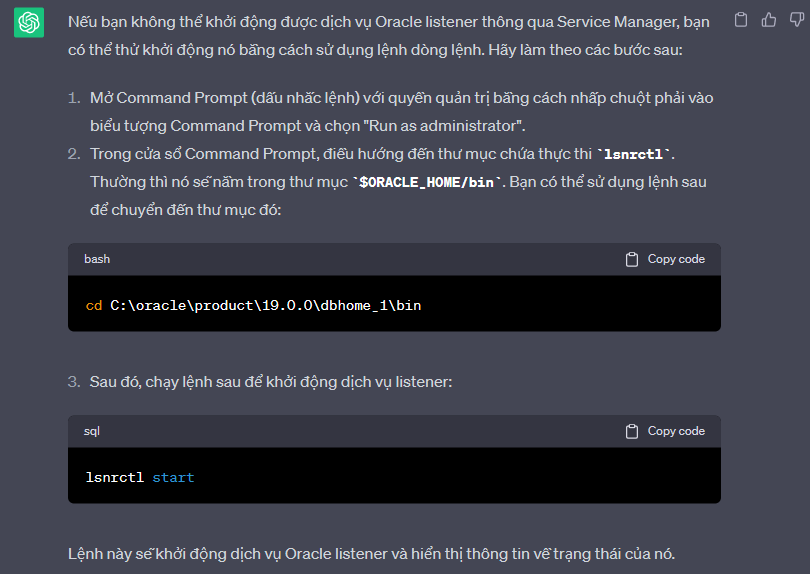 Nếu bạn không thể khởi động được dịch vụ Oracle listener thông qua Service Manager, bạn
có thể thử khởi động nó bằng cách sử dụng lệnh dòng lệnh. Hãy làm theo các bước sau:
1. Mở Command Prompt (dấu nhắc lệnh) với quyền quản trị bằng cách nhấp chuột phải vào
biểu tượng Command Prompt và chọn "Run as administrator".
2. Trong cửa sổ Command Prompt, điều hướng đến thư mục chứa thực thi `lsnrctl`.
Thường thì nó sẽ nằm trong thư mục `$ORACLE_HOME/bin`. Bạn có thể sử dụng lệnh sau
để chuyển đến thư mục đó:
bash Copy code
cd C:\oracle\product\19.0.0\dbhome_1\bin
3. Sau đó, chạy lệnh sau để khởi động dịch vụ listener:
sql Copy code
lsnrctl start
Lệnh này sẽ khởi động dịch vụ Oracle listener và hiển thị thông tin về trạng thái của nó.